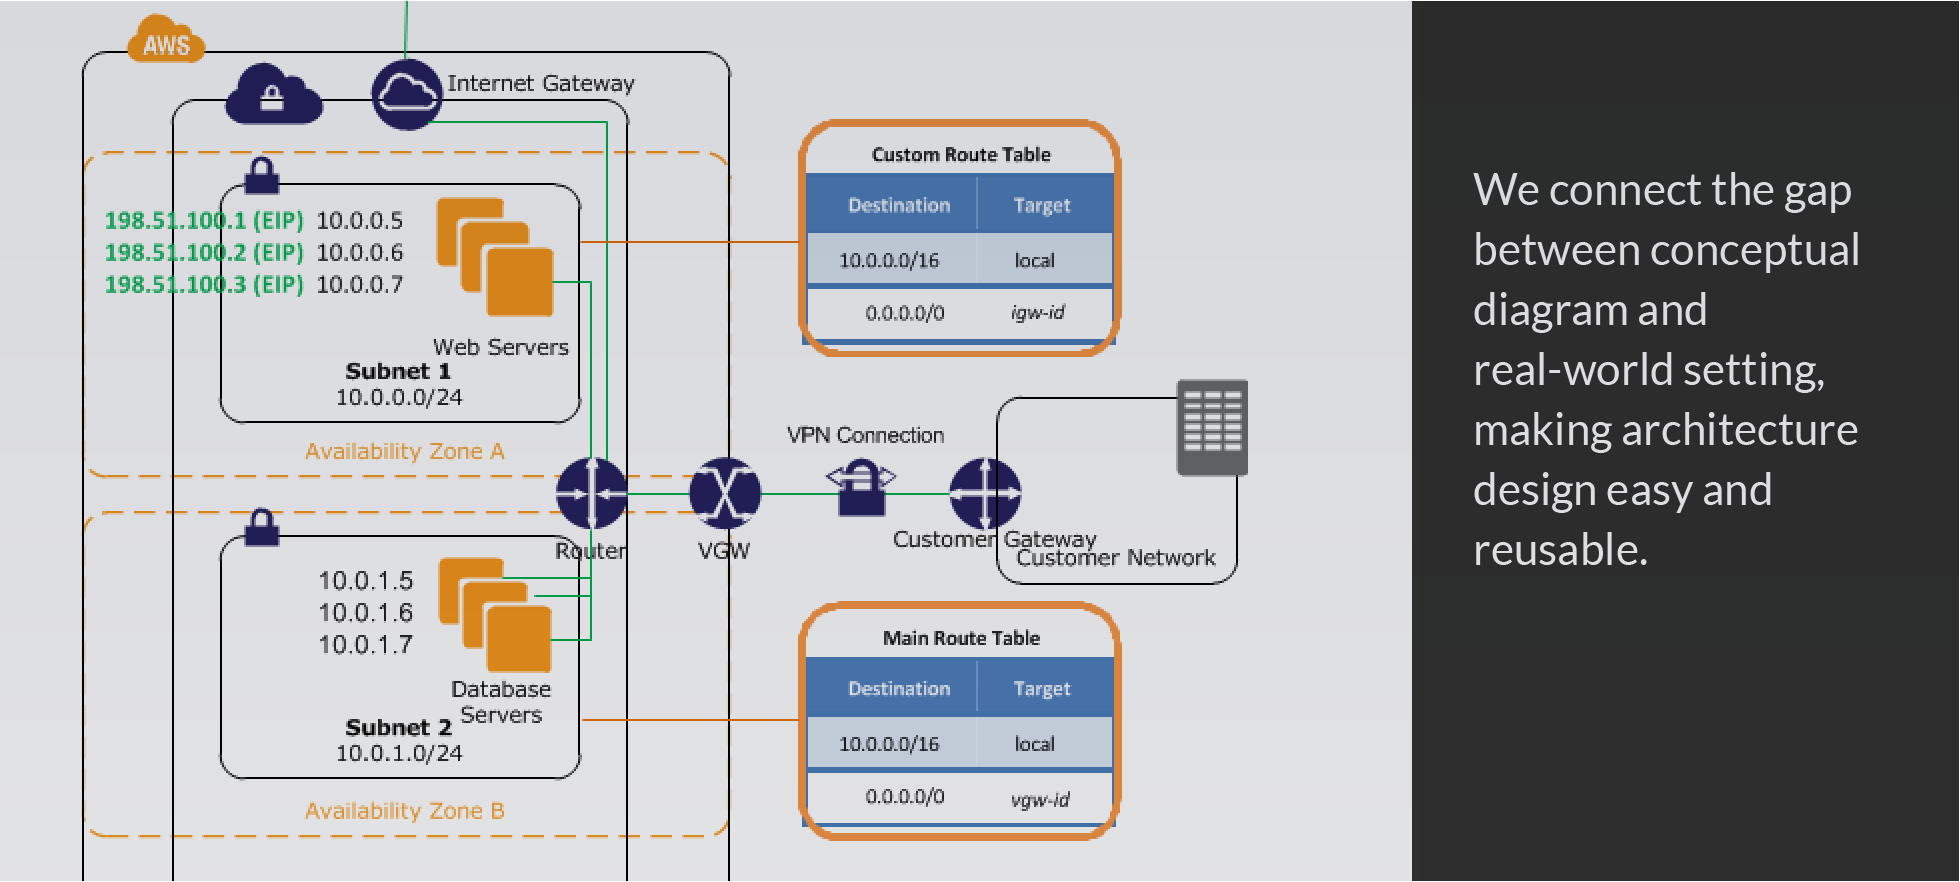 AWS
Internet Gateway
198.51.100.1 (EIP) 10.0.0.5
198.51.100.2 (EIP) 10.0.0.6
198.51.100.3 (EIP) 10.0.0.7
Web Servers
Subnet 1
10.0.0.0/24
Availability Zone A
Custom Route Table
Destination Target
10.0.0.0/16 local
0.0.0.0/0 igw-id
VPN Connection
Router
VGW
Customer Gateway
Customer Network
10.0.1.5
10.0.1.6
10.0.1.7
Database
Servers
Subnet 2
10.0.1.0/24
Availability Zone B
Main Route Table
Destination Target
10.0.0.0/16 local
0.0.0.0/0 vgw-id
We connect the gap
between conceptual
diagram and
real-world setting,
making architecture
design easy and
reusable.